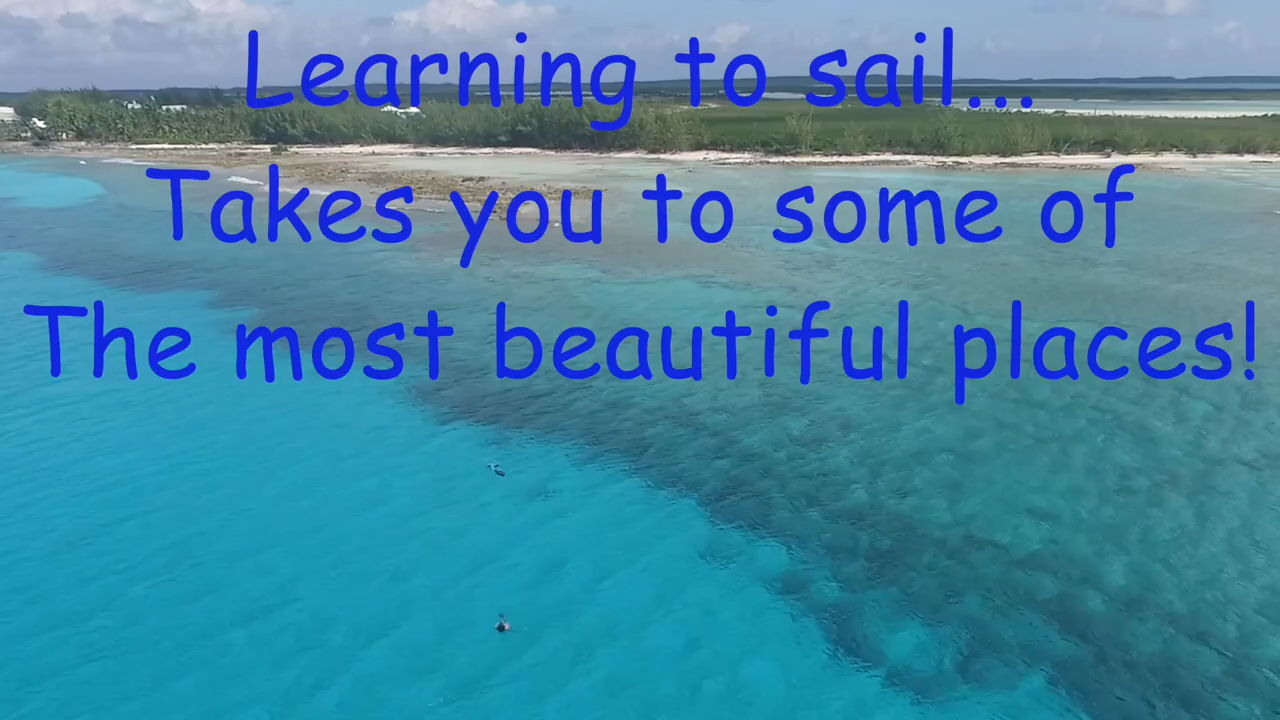 Learning to sail...
Takes you to some of
The most beautiful places!